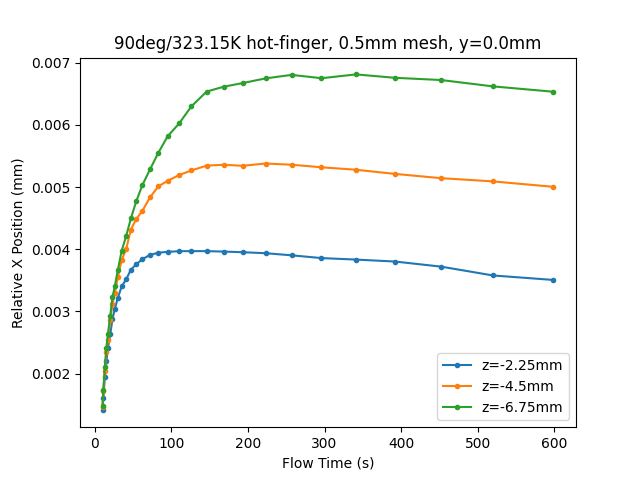 90deg/323.15K hot-finger, 0.5mm mesh, y=0.0mm
0.007
0.006
0.005
0.004
0.003
0.002
Relative X Position (mm)
z=-2.25mm
z=-4.5mm
z=-6.75mm
0 100 200 300 400 500 600
Flow Time (s)